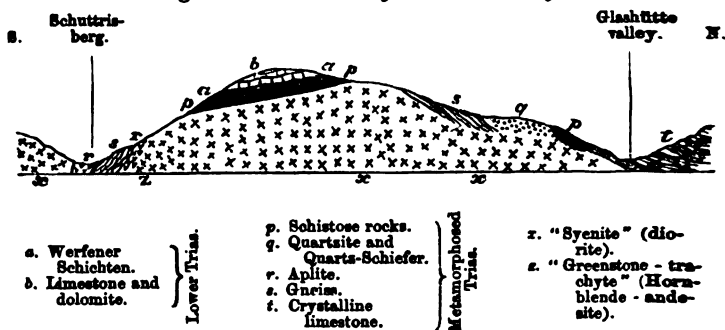 Schuttris-
berg.
Glashütte
valley.
S.
N.
b
a
a
p
p
s
q
p
t
r
s
r
x
z
x
x
a. Werfener
Schichten.
b. Limestone and
dolomite.
Lower Trias.
p. Schistose rocks.
q. Quartzite and
Quartz-Schiefer.
r. Aplite.
s. Gneiss.
t. Crystalline
limestone.
Metamorphosed
Trias.
x. "Syenite" (dio-
rite).
z. "Greenstone - tra-
chyte" (Horn-
blende - ande-
site).